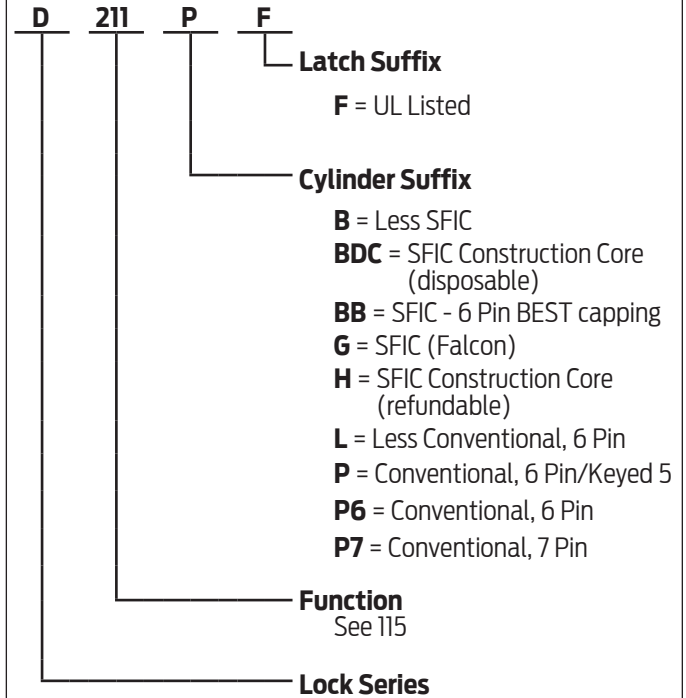 D 211 P F
Latch Suffix
F = UL Listed
Cylinder Suffix
B = Less SFIC
BDC = SFIC Construction Core
(disposable)
BB = SFIC - 6 Pin BEST capping
G = SFIC (Falcon)
H = SFIC Construction Core
(refundable)
L = Less Conventional, 6 Pin
P = Conventional, 6 Pin/Keyed 5
P6 = Conventional, 6 Pin
P7 = Conventional, 7 Pin
Function
See 115
Lock Series